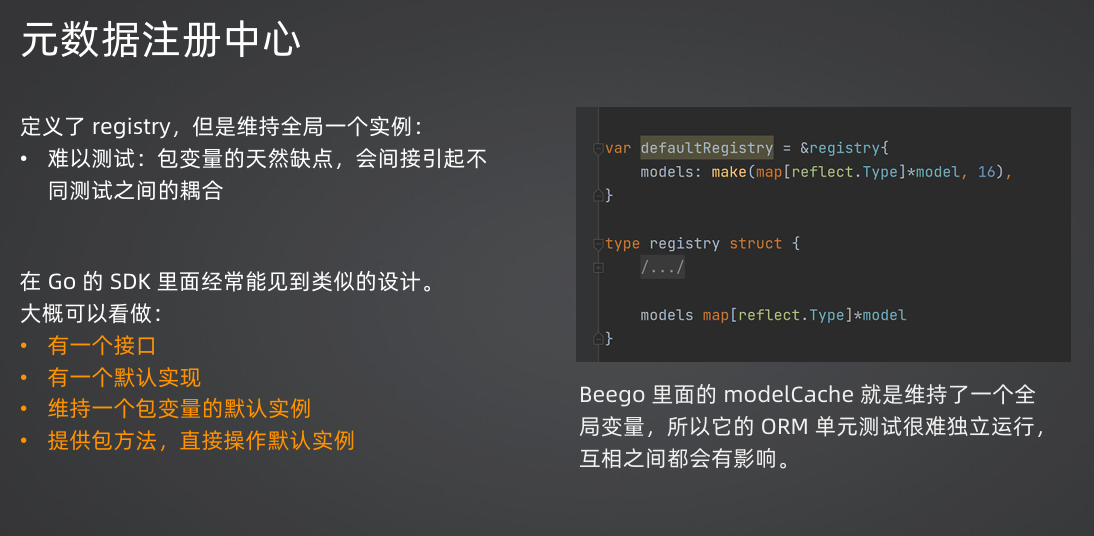 元数据注册中心
定义了 registry，但是维持全局一个实例：
• 难以测试：包变量的天然缺点，会间接引起不
同测试之间的耦合
在 Go 的 SDK 里面经常能见到类似的设计。
大概可以看做：
• 有一个接口
• 有一个默认实现
• 维持一个包变量的默认实例
• 提供包方法，直接操作默认实例
var defaultRegistry = &registry{
models: make(map[reflect.Type]*model, 16),
}
type registry struct {
/.../
models map[reflect.Type]*model
}
Beego 里面的 modelCache 就是维持了一个全
局变量，所以它的 ORM 单元测试很难独立运行，
互相之间都会有影响。